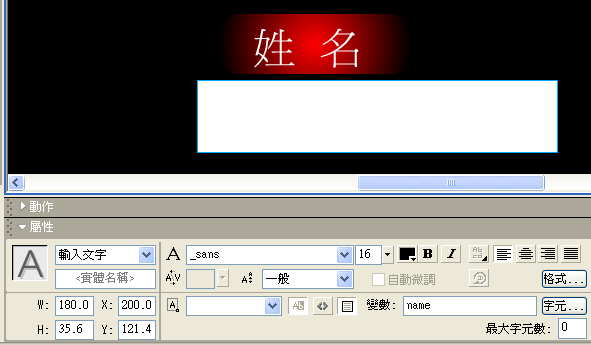 姓 名
動作
屬性
A 輸入文字 A _sans 16 B I
<實體名稱> A/V 一般 自動微調 格式...
W: 180.0 X: 200.0 變數: name 字元...
H: 35.6 Y: 121.4 最大字元數: 0